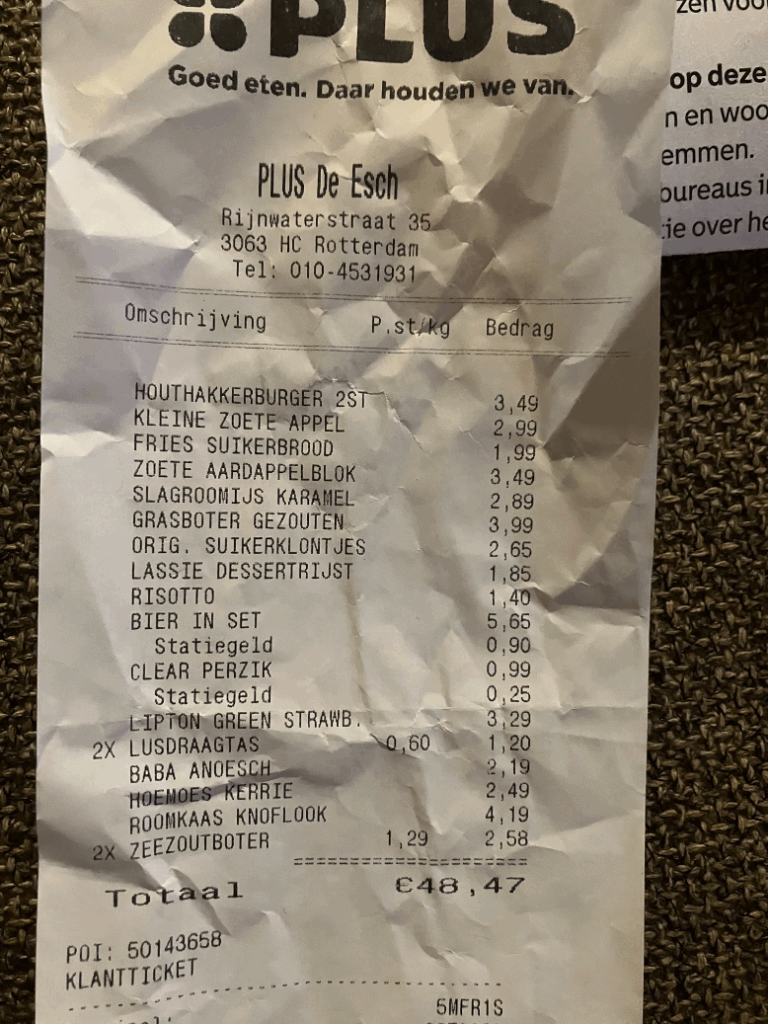 PLUS
Goed eten. Daar houden we van.
PLUS De Esch
Rijnwaterstraat 35
3063 HC Rotterdam
Tel: 010-4531931
Omschrijving P.st/kg Bedrag
HOUTHAKKERBURGER 2ST 3,49
KLEINE ZOETE APPEL 2,99
FRIES SUIKERBROOD 1,99
ZOETE AARDAPPELBLOK 3,49
SLAGROOMIJS KARAMEL 2,89
GRASBOTER GEZOUTEN 3,99
ORIG. SUIKERKLONTJES 2,65
LASSIE DESSERTRIJST 1,85
RISOTTO 1,40
BIER IN SET 5,65
Statiegeld 0,90
CLEAR PERZIK 0,99
Statiegeld 0,25
LIPTON GREEN STRAWB. 3,29
2X LUSDRAAGTAS 0,60 1,20
BABA ANOESCH 2,19
HOEMOES KERRIE 2,49
ROOMKAAS KNOFLOOK 4,19
2X ZEEZOUTBOTER 1,29 2,58
Totaal €48,47
POI: 50143658
KLANTTICKET
5MFR1S
op deze
n en woo
emmen.
bureaus i
tie over he